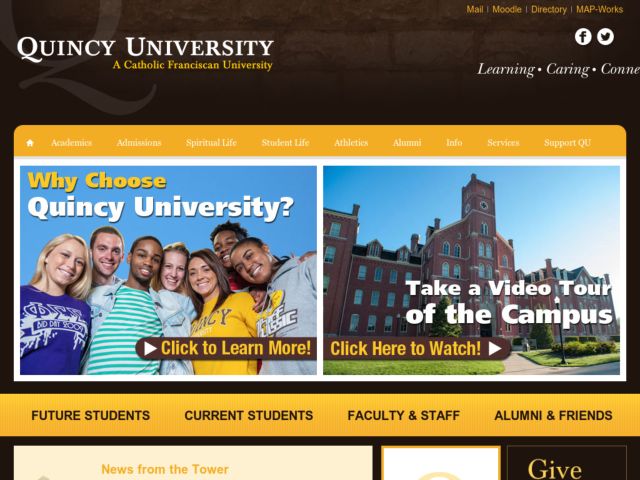 Mail | Moodle | Directory | MAP-Works
QUINCY UNIVERSITY
A Catholic Franciscan University
Learning • Caring • Conne
Academics Admissions Spiritual Life Student Life Athletics Alumni Info Services Support QU
Why Choose
Quincy University?
Click to Learn More!
Take a Video Tour
of the Campus
Click Here to Watch!
FUTURE STUDENTS CURRENT STUDENTS FACULTY & STAFF ALUMNI & FRIENDS
News from the Tower
Give